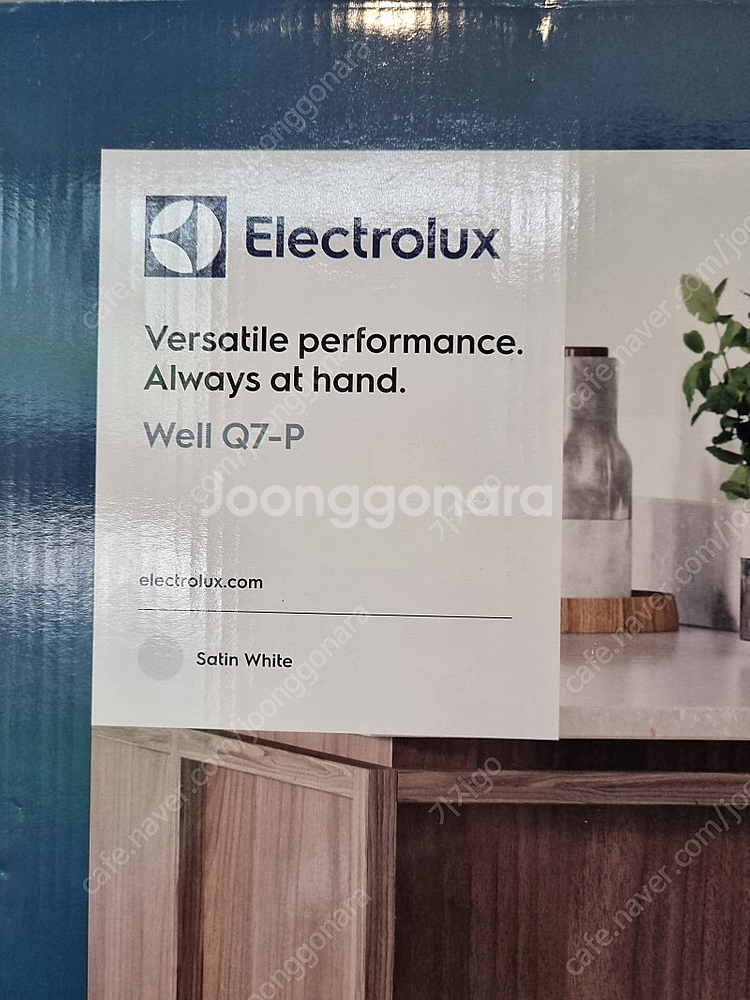 Electrolux
Versatile performance.
Always at hand.
Well Q7-P
Joonggonara
electrolux.com
Satin White